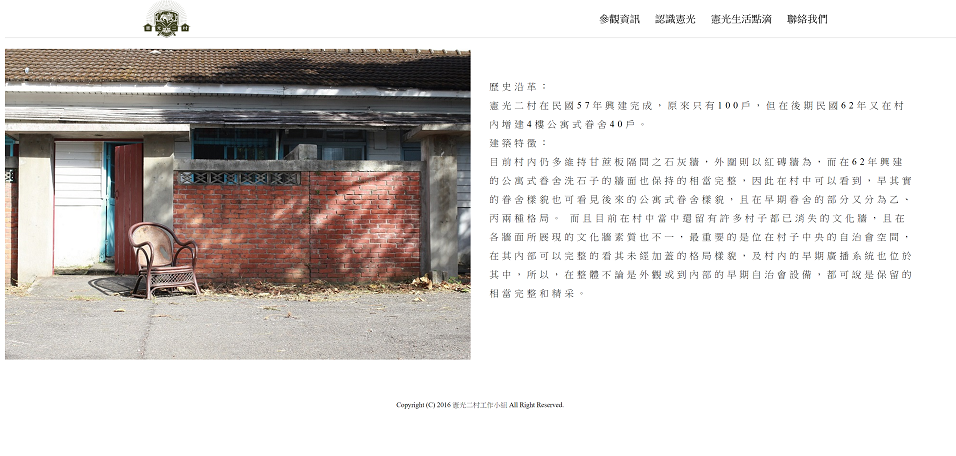 憲光二村
參觀資訊 認識憲光 憲光生活點滴 聯絡我們
歷史沿革：
憲光二村在民國57年興建完成，原來只有100戶，但在後期民國62年又在村
內增建4樓公寓式眷舍40戶。
建築特徵：
目前村內仍多維持甘蔗板隔間之石灰牆，外圍則以紅磚牆為，而在62年興建
的公寓式眷舍洗石子的牆面也保持的相當完整，因此在村中可以看到，早其實
的眷舍樣貌也可看見後來的公寓式眷舍樣貌，且在早期眷舍的部分又分為乙、
丙兩種格局。 而且目前在村中當中還留有許多村子都已消失的文化牆，且在
各牆面所展現的文化牆素質也不一，最重要的是位在村子中央的自治會空間，
在其內部可以完整的看其未經加蓋的格局樣貌，及村內的早期廣播系統也位於
其中，所以，在整體不論是外觀或到內部的早期自治會設備，都可說是保留的
相當完整和精采。
Copyright (C) 2016 憲光二村工作小組 All Right Reserved.